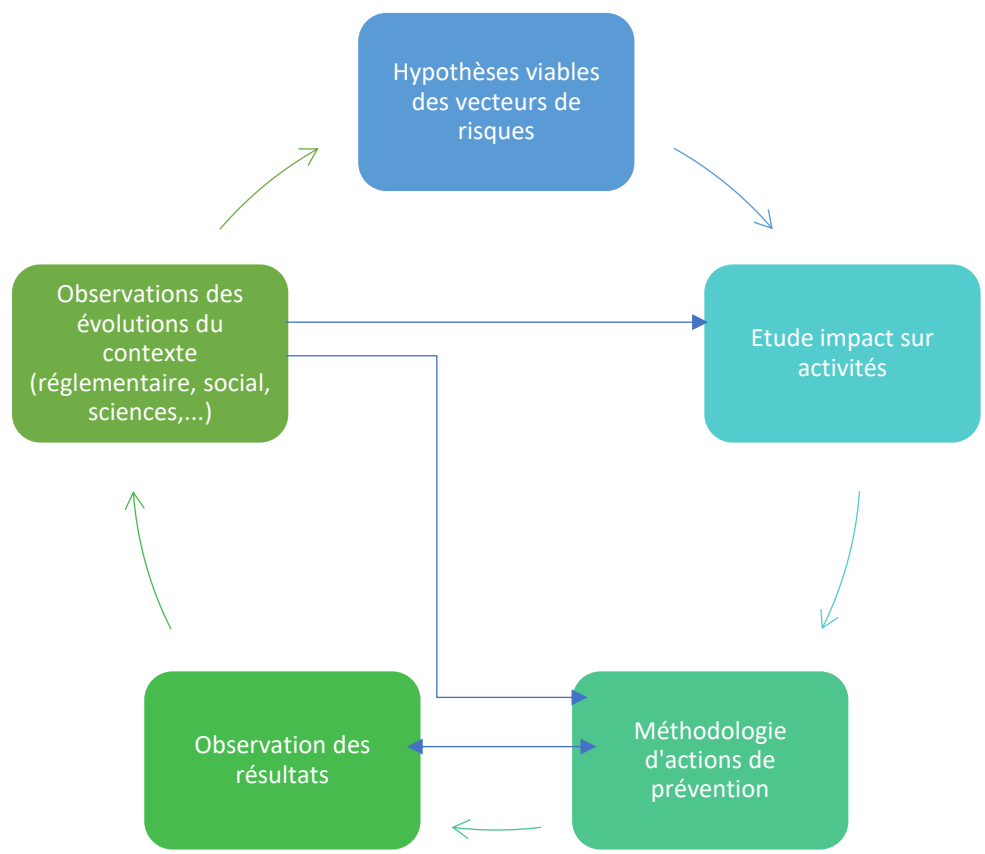 Hypothèses viables
des vecteurs de
risques
Observations des
évolutions du
contexte
(réglementaire, social,
sciences,...)
Etude impact sur
activités
Observation des
résultats
Méthodologie
d'actions de
prévention